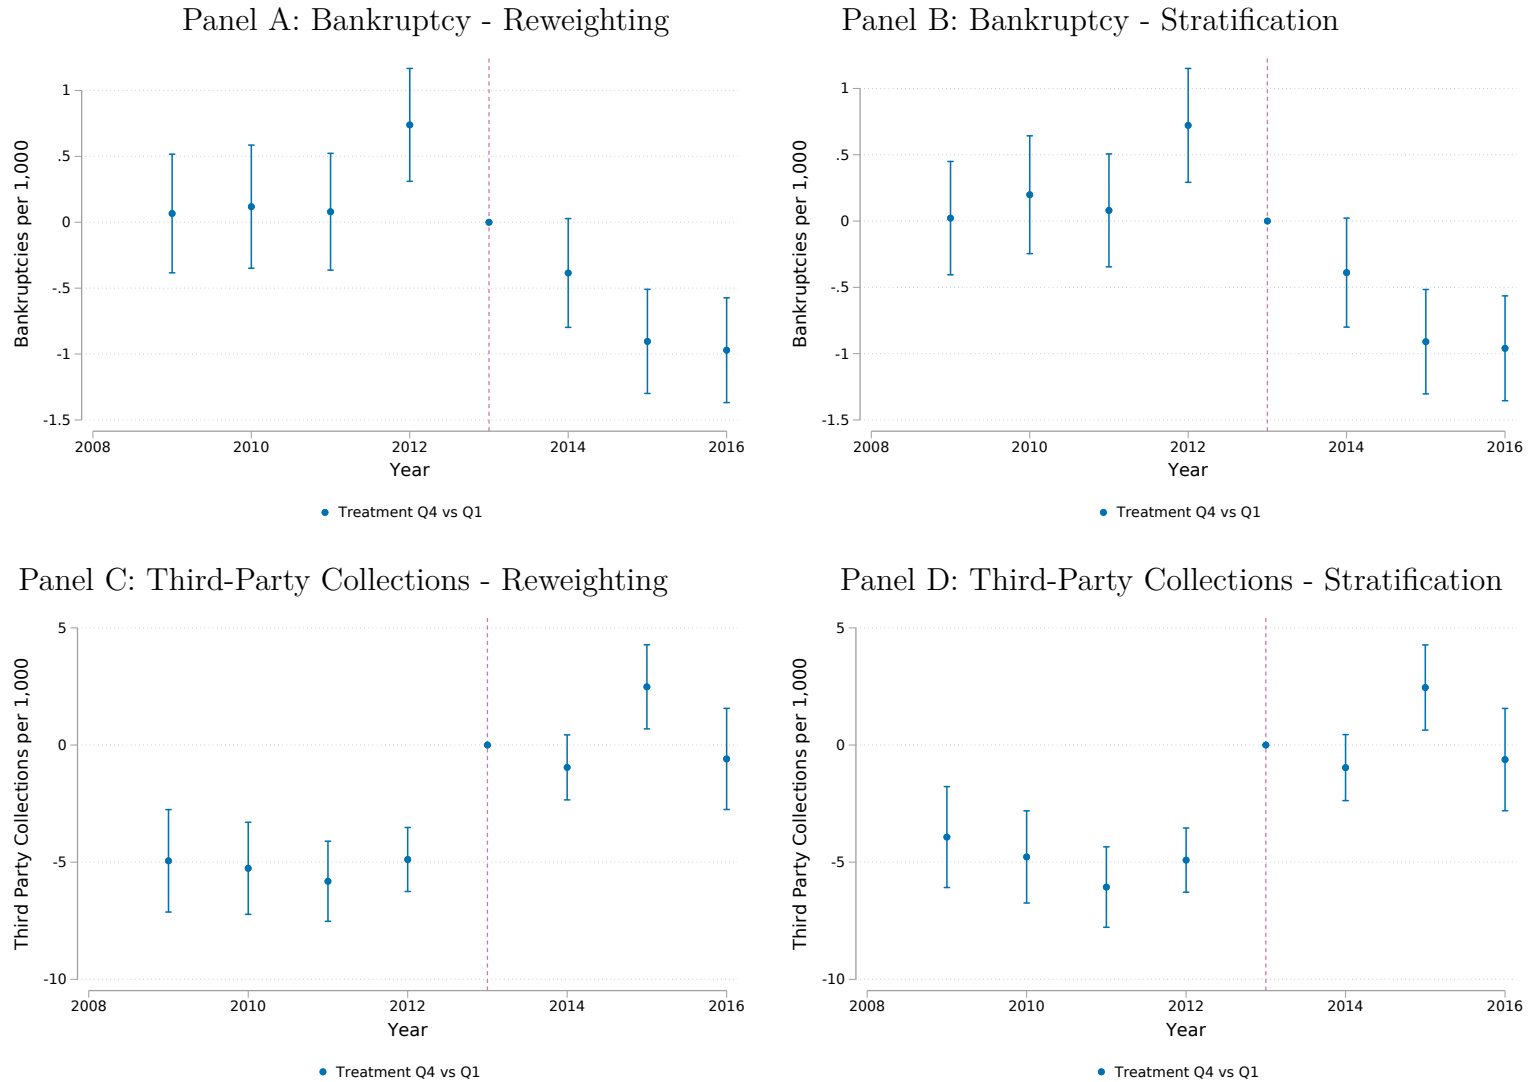 Panel A: Bankruptcy - Reweighting
Bankruptcies per 1,000
1
.5
0
-.5
-1
-1.5
2008 2010 2012 2014 2016
Year
Treatment Q4 vs Q1
Panel B: Bankruptcy - Stratification
Bankruptcies per 1,000
1
.5
0
-.5
-1
-1.5
2008 2010 2012 2014 2016
Year
Treatment Q4 vs Q1
Panel C: Third-Party Collections - Reweighting
Third Party Collections per 1,000
5
0
-5
-10
2008 2010 2012 2014 2016
Year
Treatment Q4 vs Q1
Panel D: Third-Party Collections - Stratification
Third Party Collections per 1,000
5
0
-5
-10
2008 2010 2012 2014 2016
Year
Treatment Q4 vs Q1